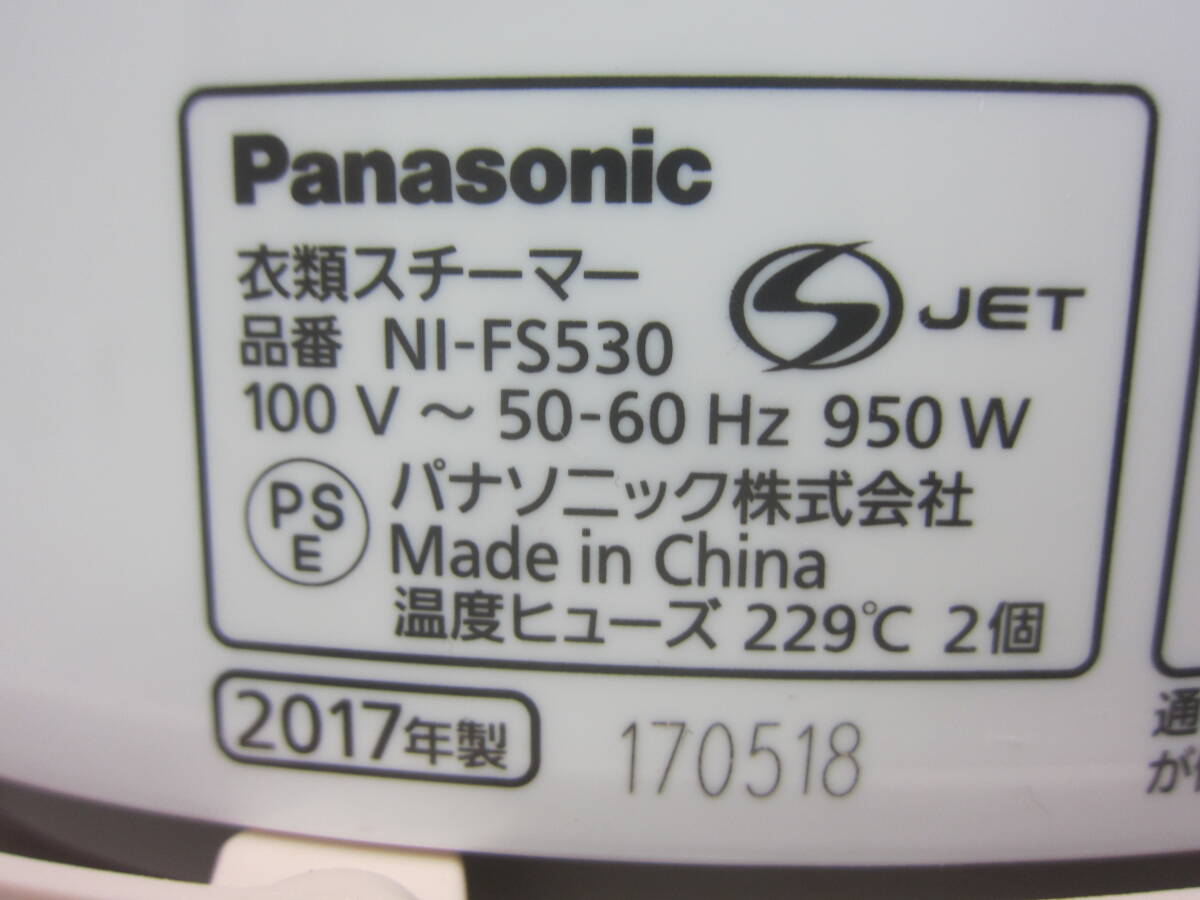 Panasonic
衣類スチーマー
品番 NI-FS530
S JET
100 V ～ 50-60 Hz 950 W
PS
E
パナソニック株式会社
Made in China
温度ヒューズ 229℃ 2個
2017年製
170518
通
が